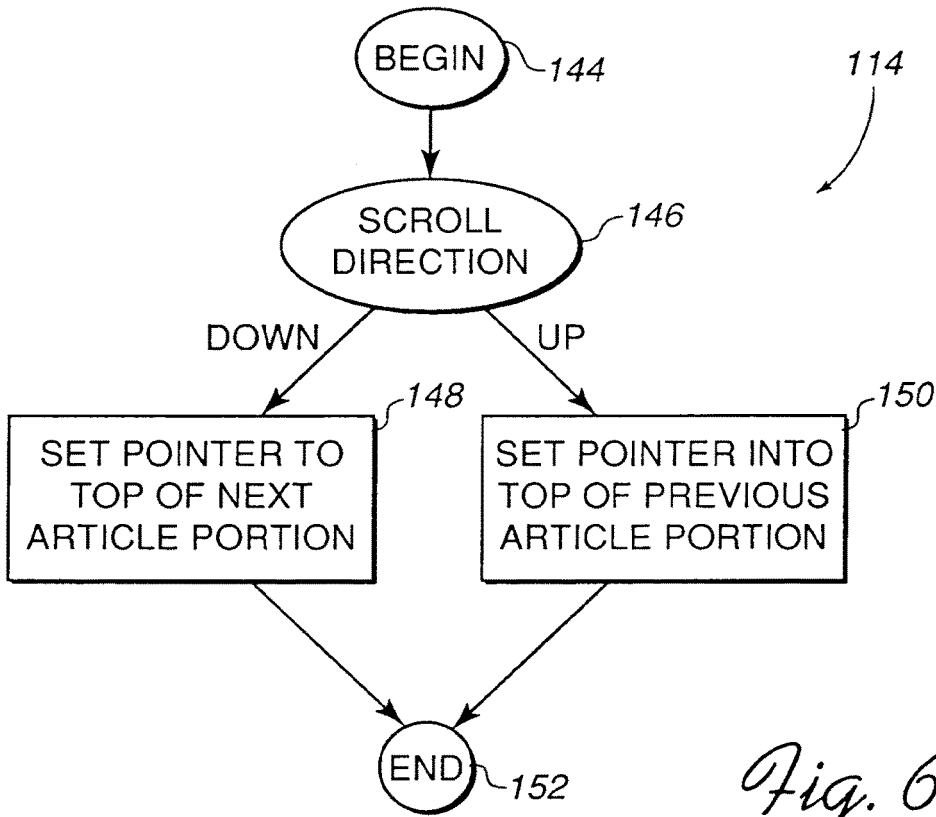 BEGIN
144
114
SCROLL
DIRECTION
146
DOWN
UP
148
150
SET POINTER TO
TOP OF NEXT
ARTICLE PORTION
SET POINTER INTO
TOP OF PREVIOUS
ARTICLE PORTION
END
152
Fig. 6